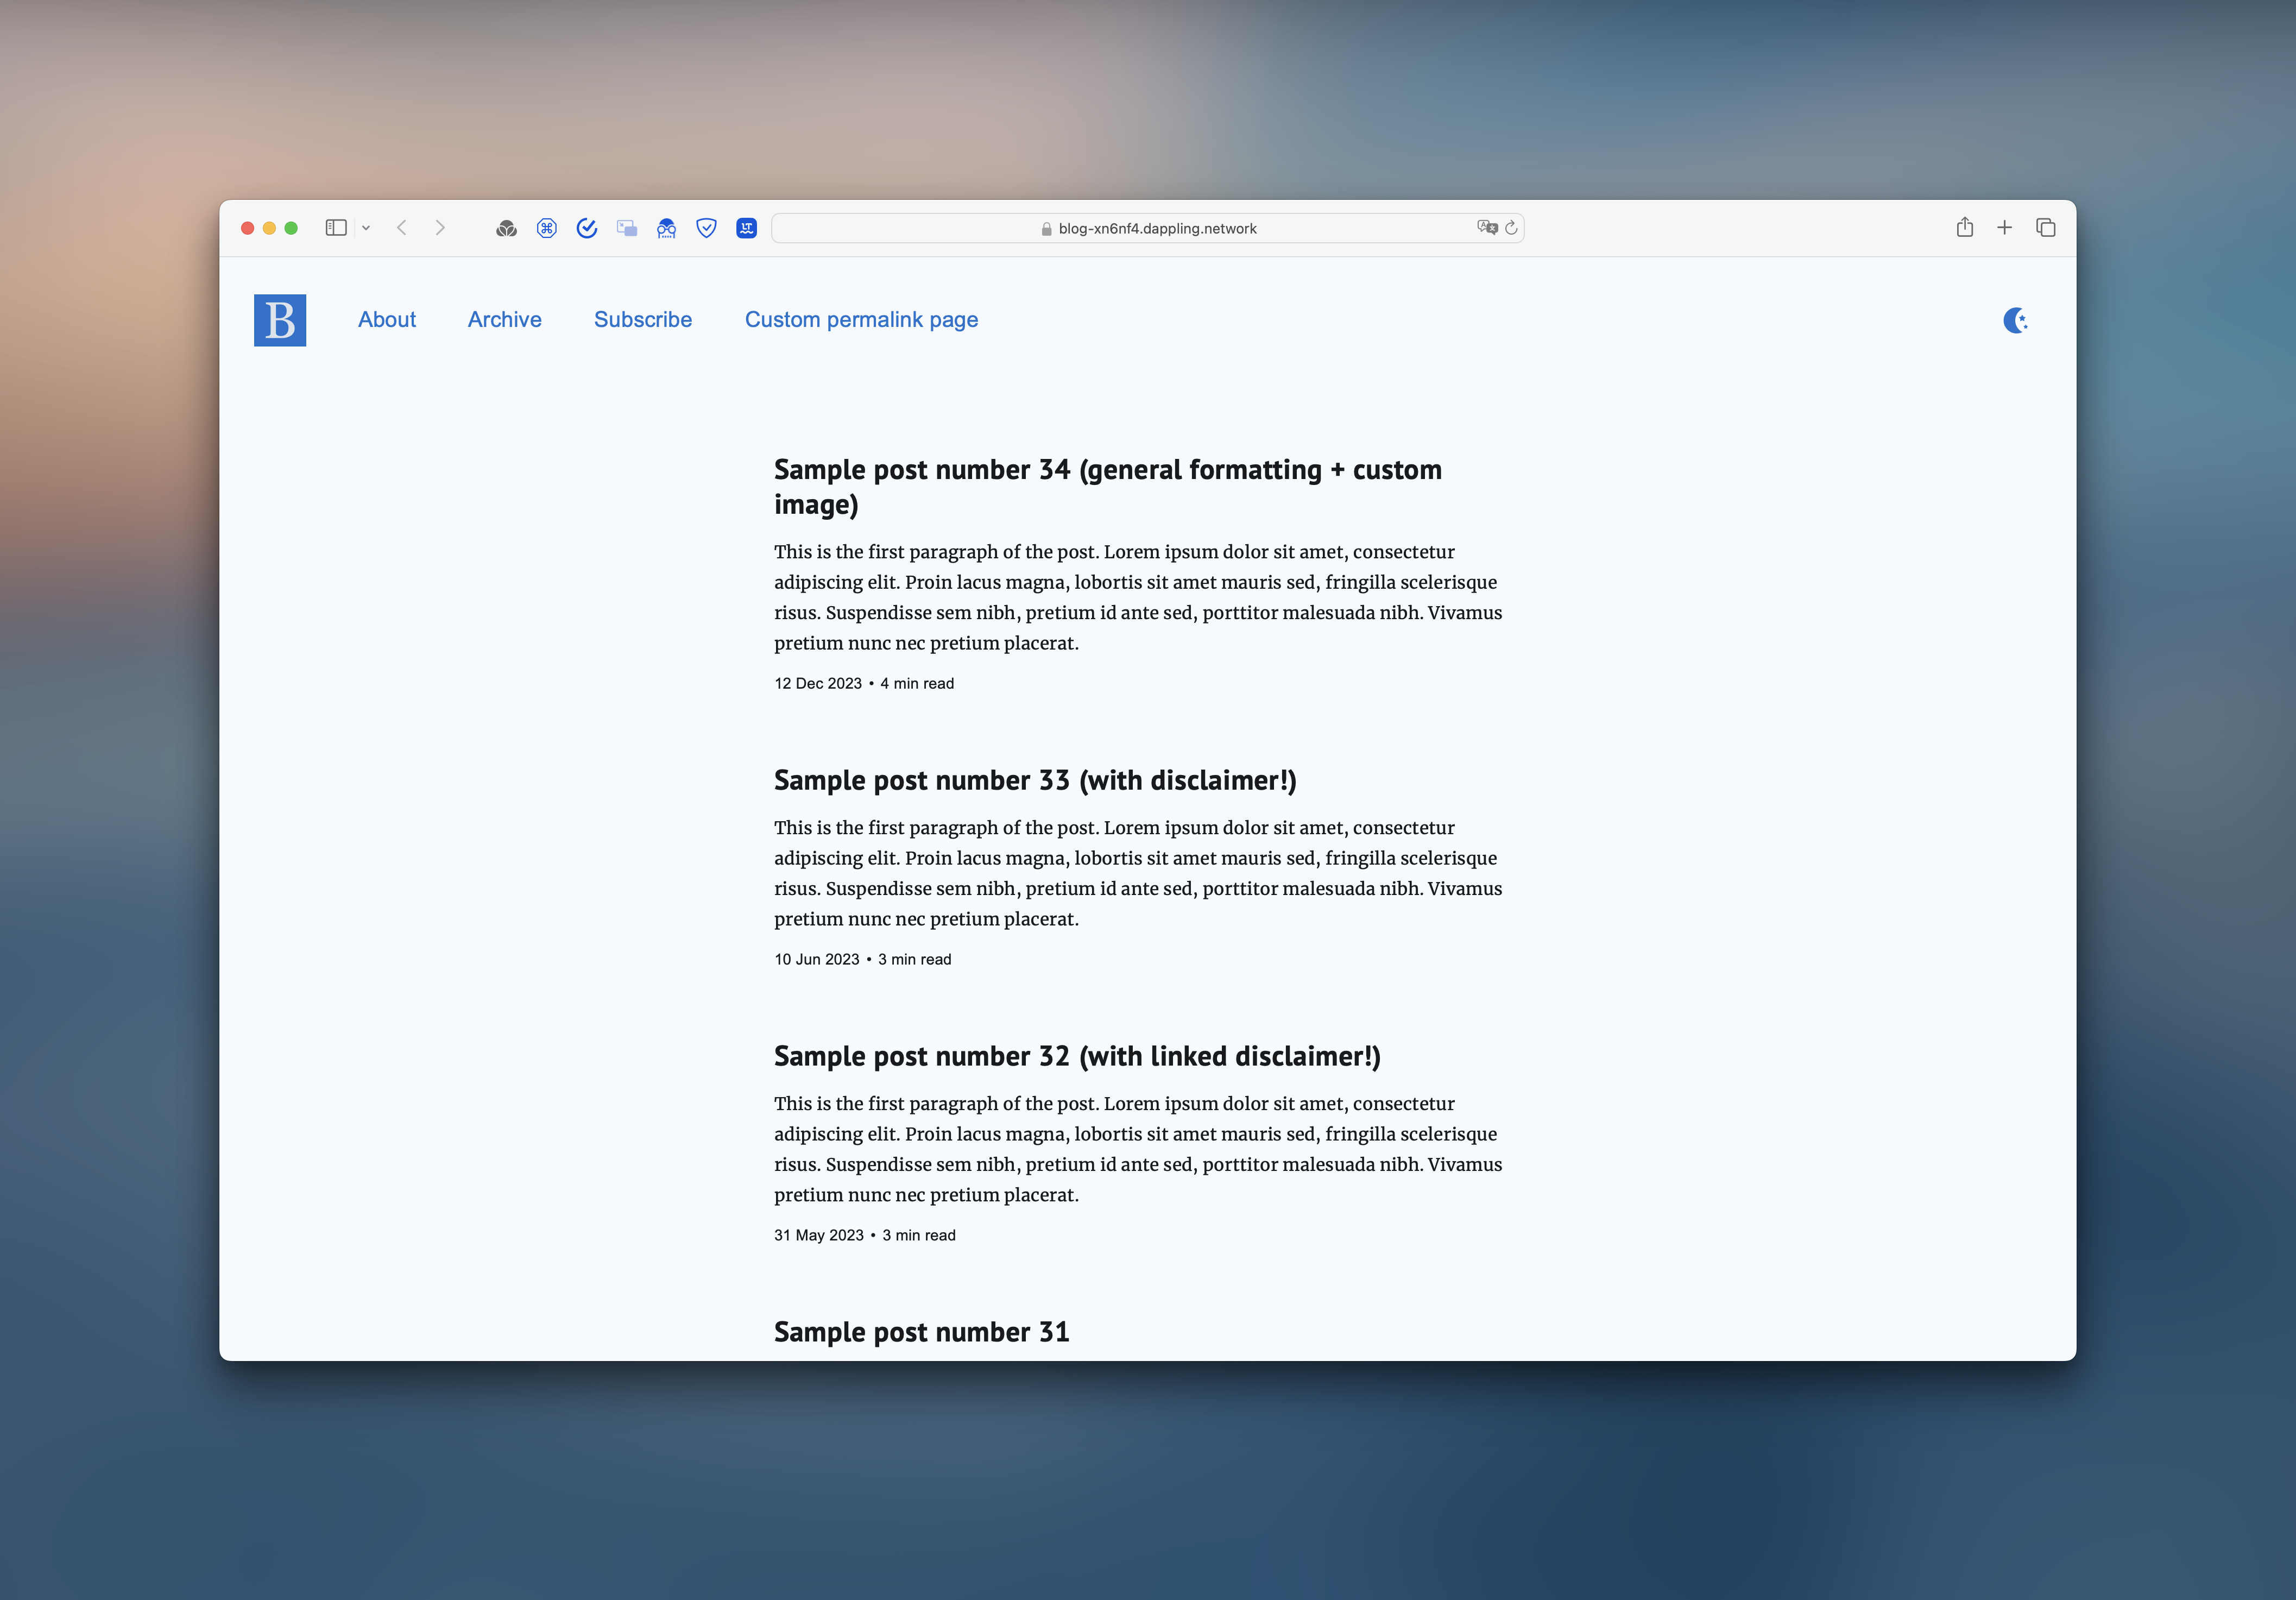 blog-xn6nf4.dappling.network
B
About
Archive
Subscribe
Custom permalink page
Sample post number 34 (general formatting + custom
image)
This is the first paragraph of the post. Lorem ipsum dolor sit amet, consectetur
adipiscing elit. Proin lacus magna, lobortis sit amet mauris sed, fringilla scelerisque
risus. Suspendisse sem nibh, pretium id ante sed, porttitor malesuada nibh. Vivamus
pretium nunc nec pretium placerat.
12 Dec 2023 • 4 min read
Sample post number 33 (with disclaimer!)
This is the first paragraph of the post. Lorem ipsum dolor sit amet, consectetur
adipiscing elit. Proin lacus magna, lobortis sit amet mauris sed, fringilla scelerisque
risus. Suspendisse sem nibh, pretium id ante sed, porttitor malesuada nibh. Vivamus
pretium nunc nec pretium placerat.
10 Jun 2023 • 3 min read
Sample post number 32 (with linked disclaimer!)
This is the first paragraph of the post. Lorem ipsum dolor sit amet, consectetur
adipiscing elit. Proin lacus magna, lobortis sit amet mauris sed, fringilla scelerisque
risus. Suspendisse sem nibh, pretium id ante sed, porttitor malesuada nibh. Vivamus
pretium nunc nec pretium placerat.
31 May 2023 • 3 min read
Sample post number 31